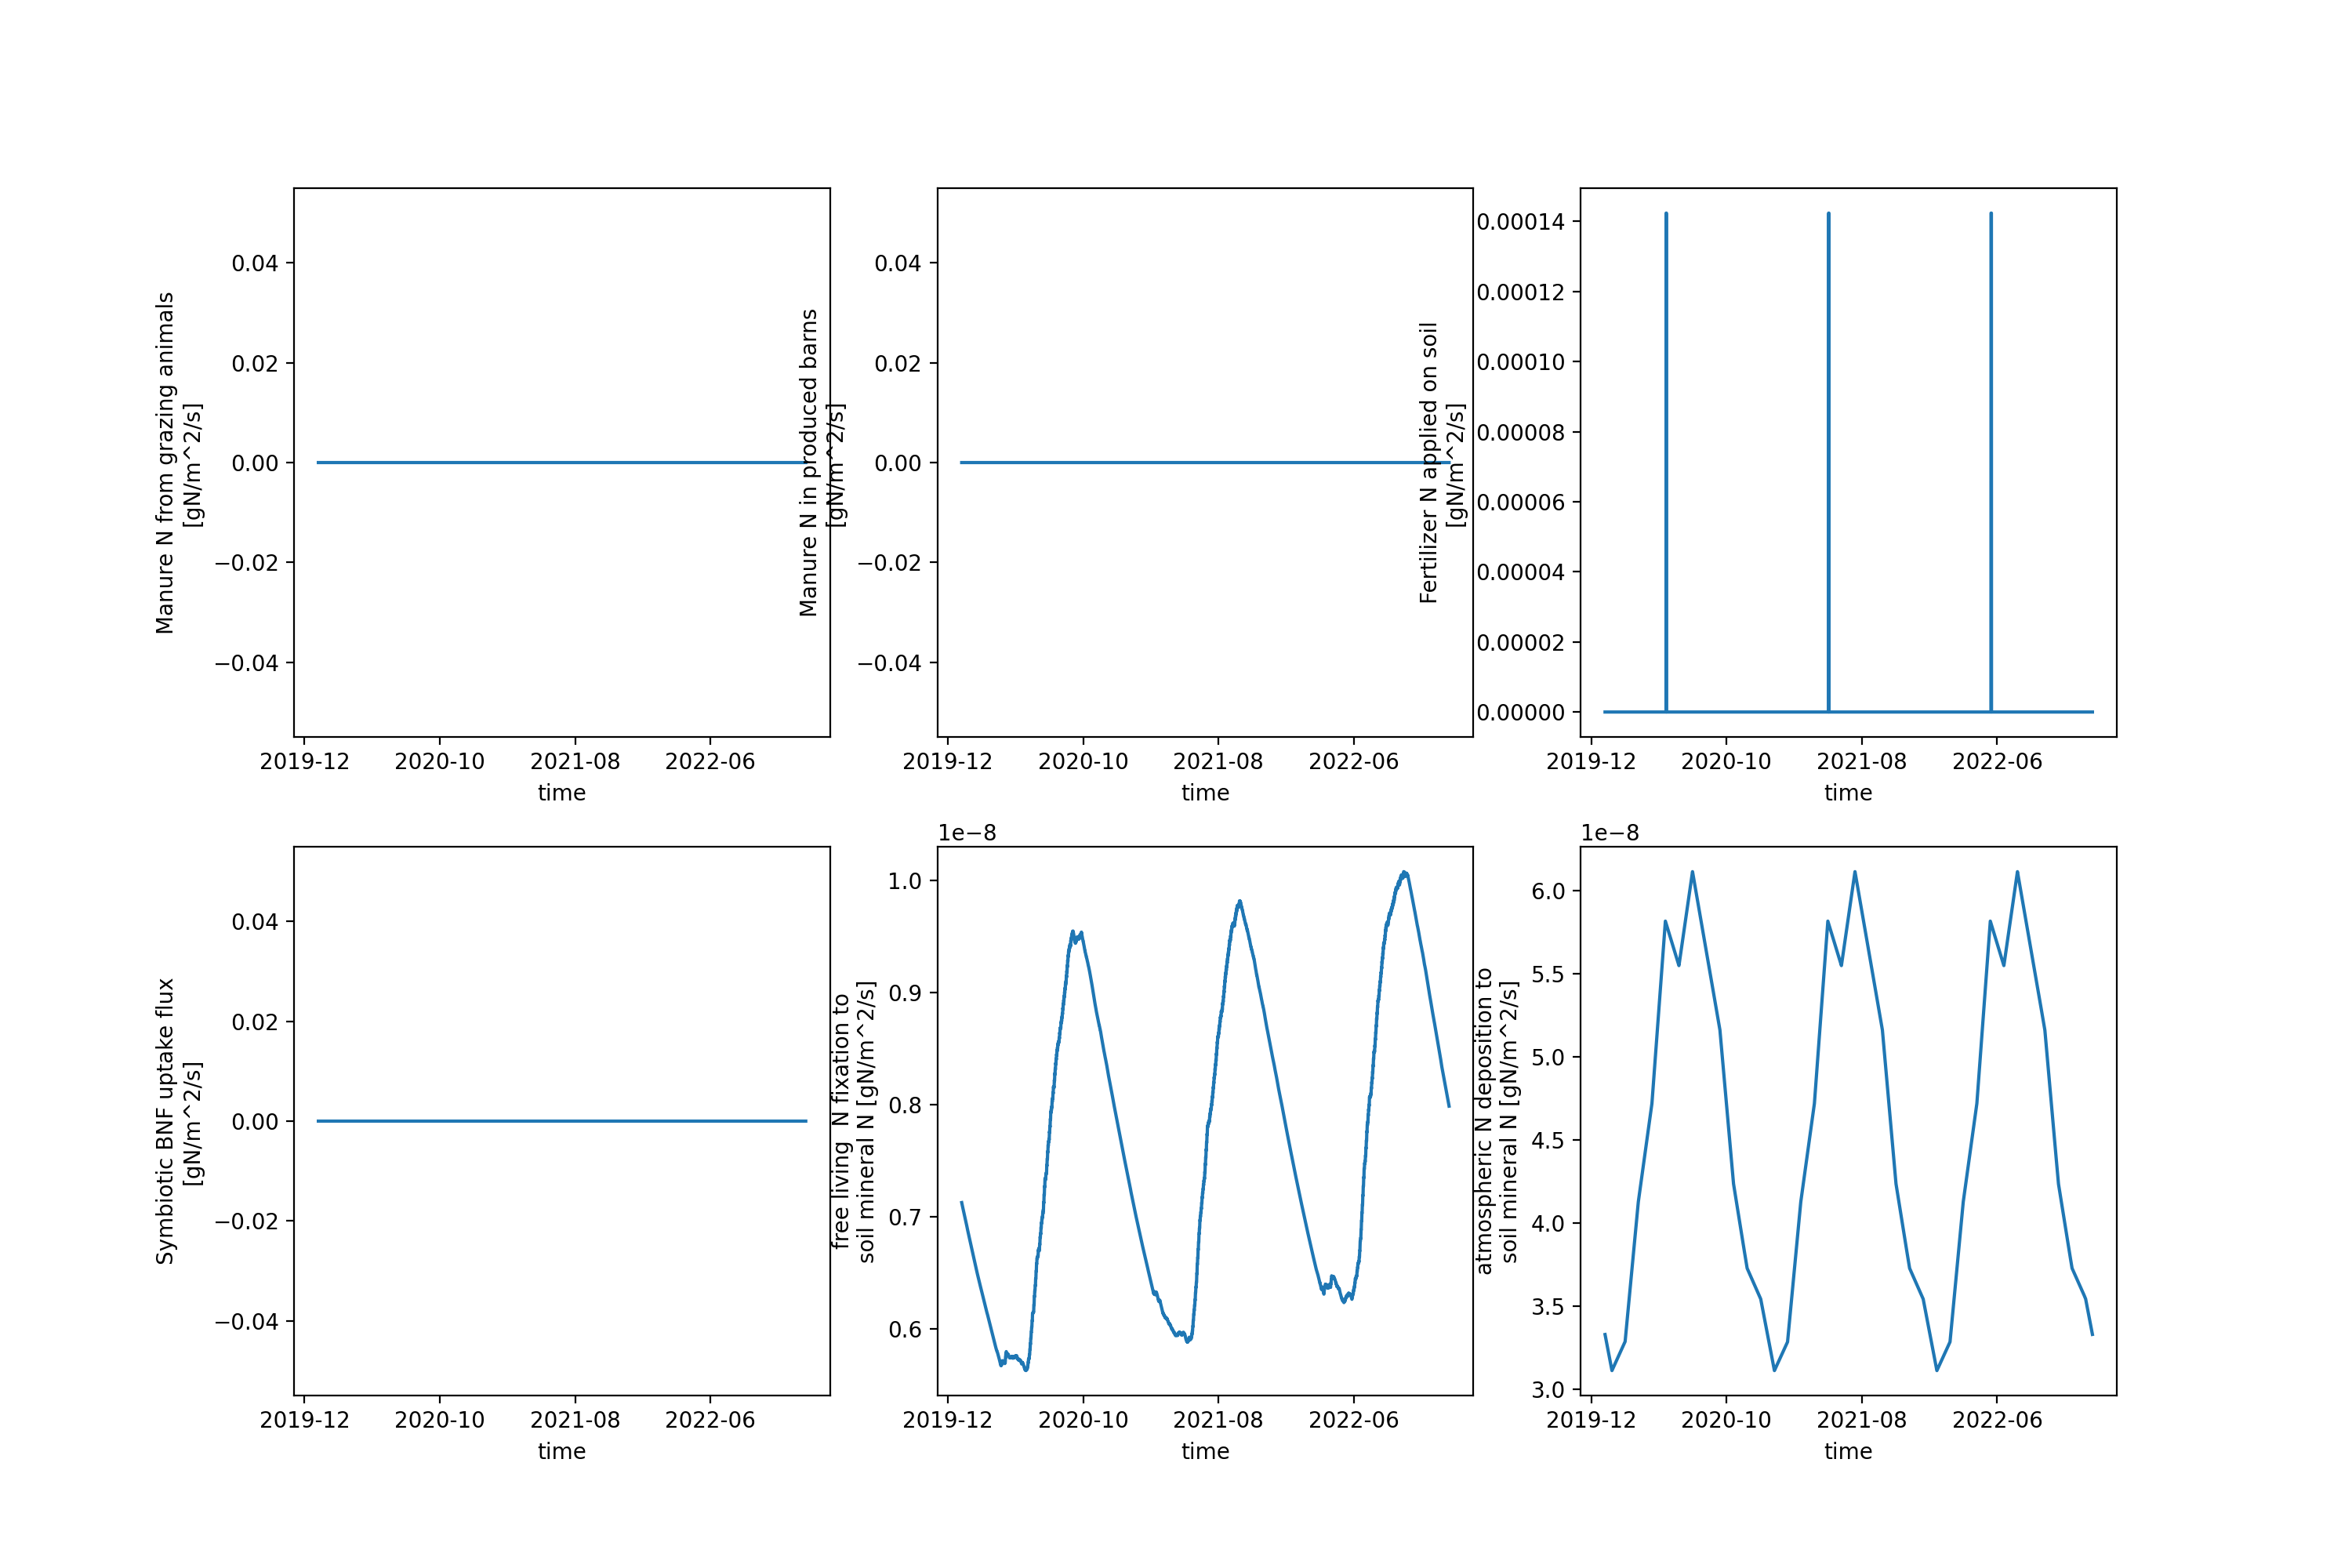 Manure N from grazing animals
[gN/m^2/s]
0.04
0.02
0.00
−0.02
−0.04
2019-12 2020-10 2021-08 2022-06
time
Manure N in produced barns
[gN/m^2/s]
0.04
0.02
0.00
−0.02
−0.04
2019-12 2020-10 2021-08 2022-06
time
Fertilizer N applied on soil
[gN/m^2/s]
0.00014
0.00012
0.00010
0.00008
0.00006
0.00004
0.00002
0.00000
2019-12 2020-10 2021-08 2022-06
time
Symbiotic BNF uptake flux
[gN/m^2/s]
0.04
0.02
0.00
−0.02
−0.04
2019-12 2020-10 2021-08 2022-06
time
free living  N fixation to
soil mineral N [gN/m^2/s]
1e−8
1.0
0.9
0.8
0.7
0.6
2019-12 2020-10 2021-08 2022-06
time
atmospheric N deposition to
soil mineral N [gN/m^2/s]
1e−8
6.0
5.5
5.0
4.5
4.0
3.5
3.0
2019-12 2020-10 2021-08 2022-06
time